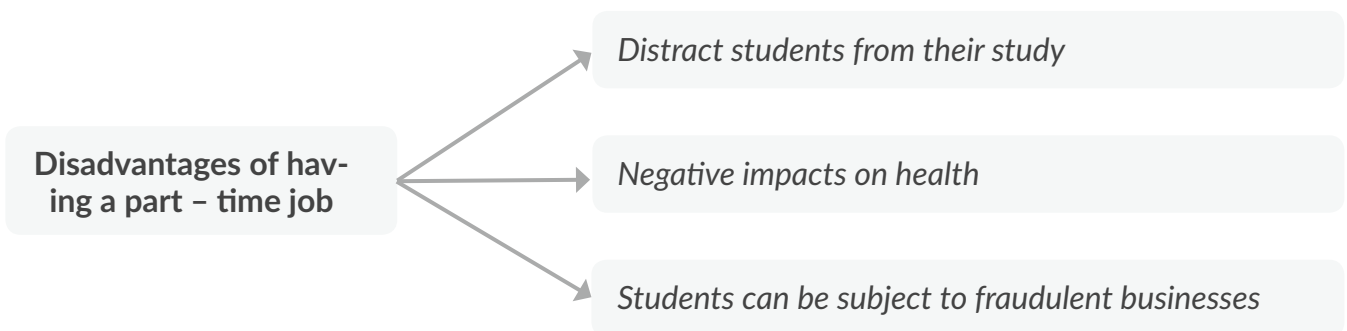 Distract students from their study
Disadvantages of hav-
ing a part – time job
Negative impacts on health
Students can be subject to fraudulent businesses